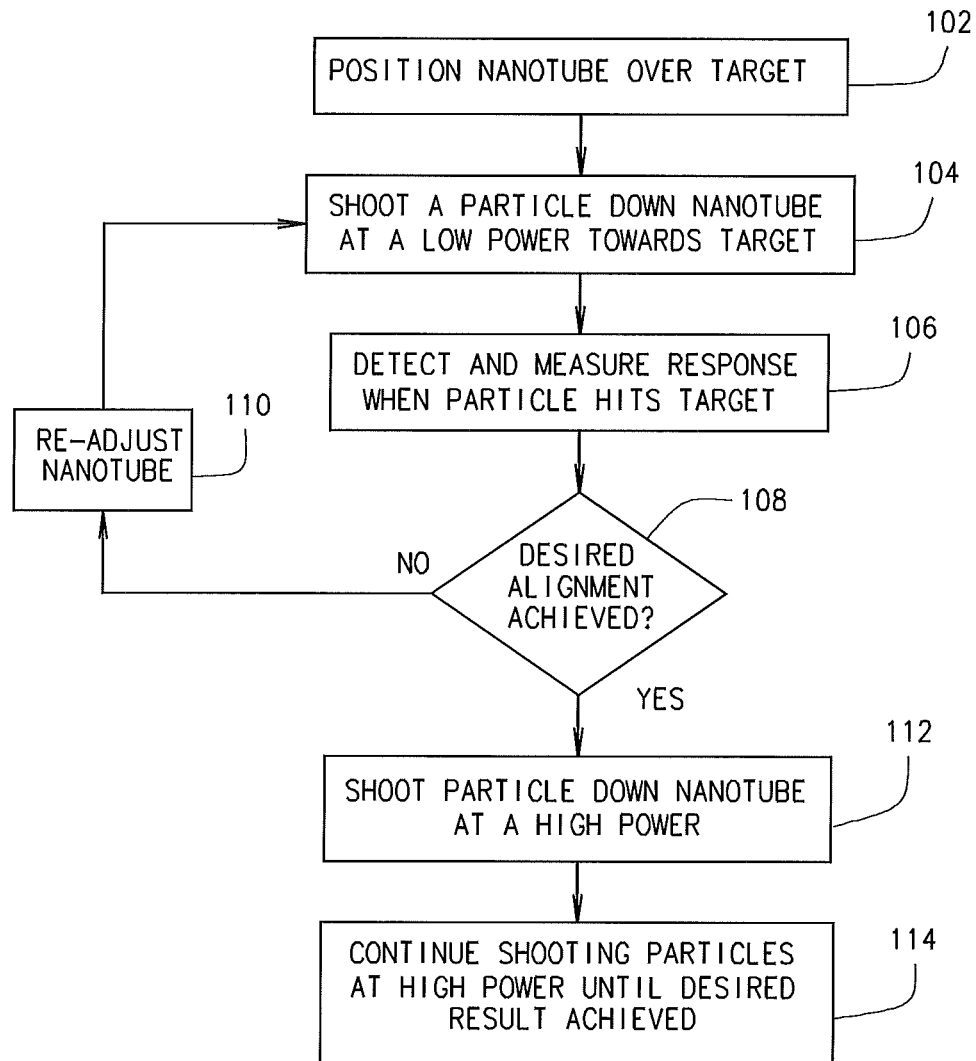 102
POSITION NANOTUBE OVER TARGET
104
SHOOT A PARTICLE DOWN NANOTUBE
AT A LOW POWER TOWARDS TARGET
106
DETECT AND MEASURE RESPONSE
WHEN PARTICLE HITS TARGET
110
RE-ADJUST
NANOTUBE
108
NO
DESIRED
ALIGNMENT
ACHIEVED?
YES
112
SHOOT PARTICLE DOWN NANOTUBE
AT A HIGH POWER
114
CONTINUE SHOOTING PARTICLES
AT HIGH POWER UNTIL DESIRED
RESULT ACHIEVED